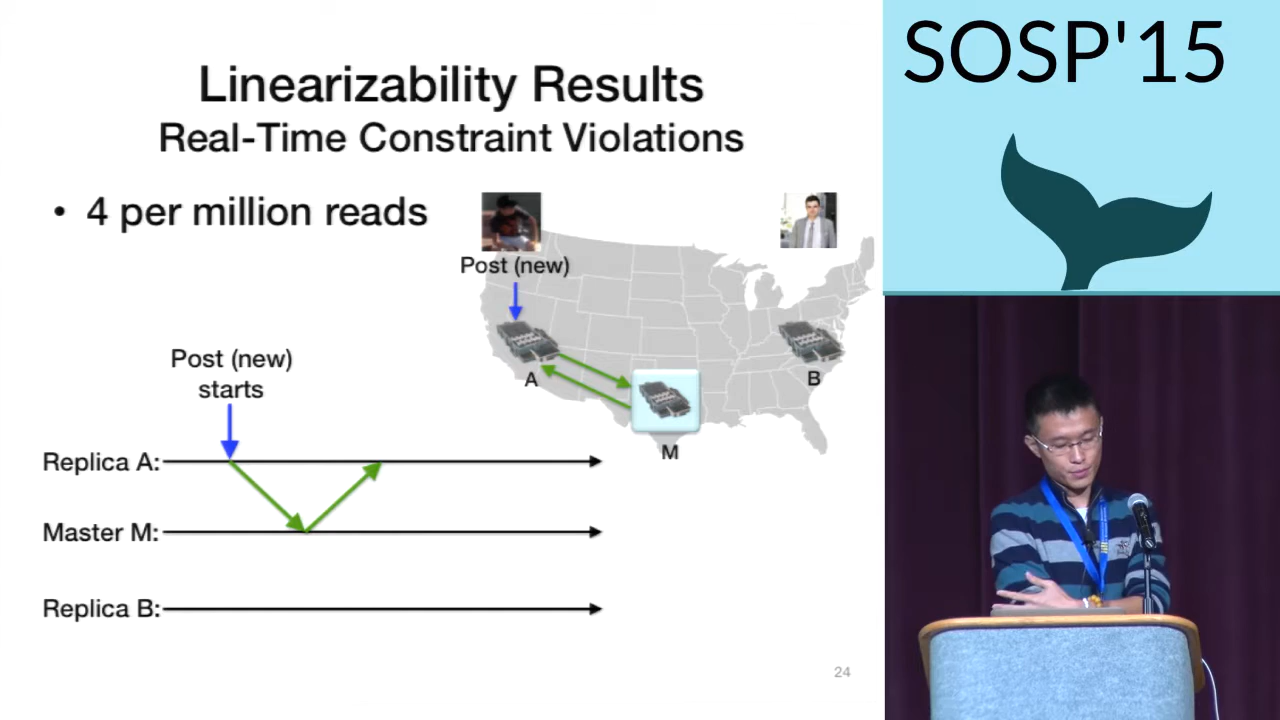 Linearizability Results
Real-Time Constraint Violations
• 4 per million reads
Post (new)
A
B
M
Post (new)
starts
Replica A:
Master M:
Replica B:
24
SOSP'15